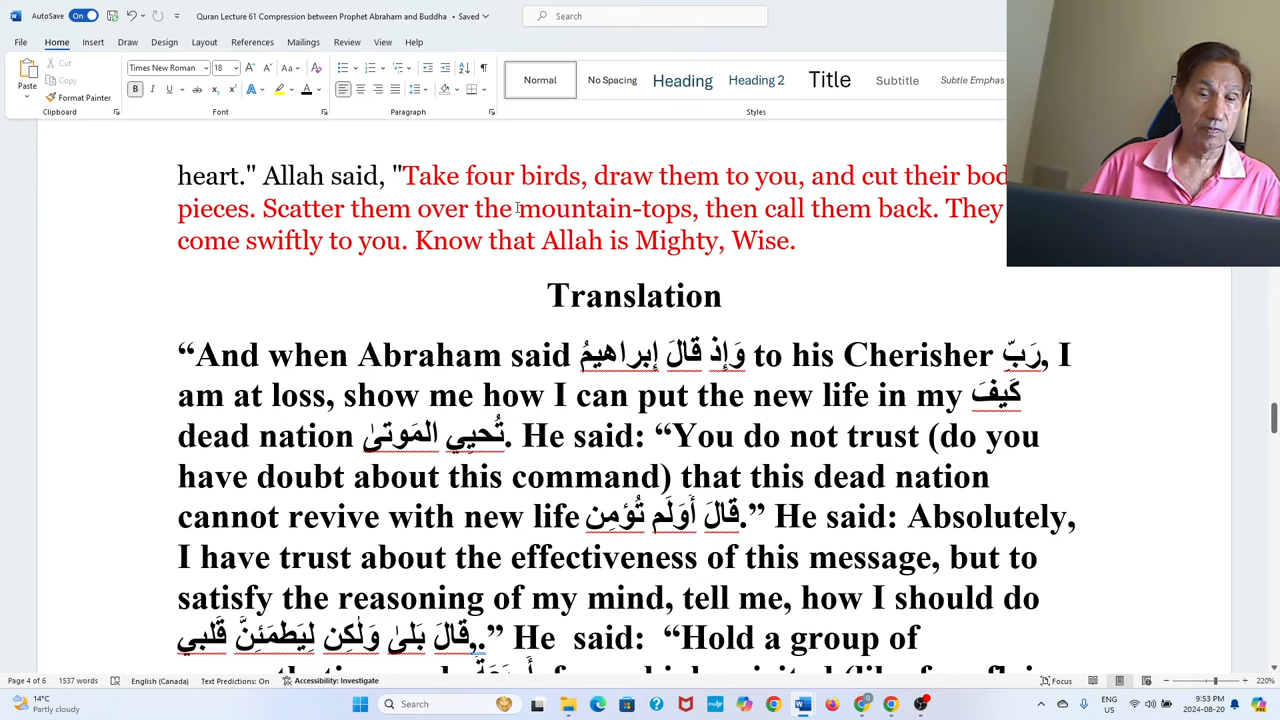 AutoSave On Quran Lecture 61 Compression between Prophet Abraham and Buddha • Saved Search
File Home Insert Draw Design Layout References Mailings Review View Help
Paste Cut Copy Format Painter Clipboard
Times New Roman 18 Font
Paragraph
Normal No Spacing Heading Heading 2 Title Subtitle Subtle Emphas Styles
heart." Allah said, "Take four birds, draw them to you, and cut their bod
pieces. Scatter them over the mountain-tops, then call them back. They
come swiftly to you. Know that Allah is Mighty, Wise.
Translation
“And when Abraham said وَإِذ قالَ إِبراهيمُ to his Cherisher رَبِّ, I
am at loss, show me how I can put the new life in my كَيفَ
dead nation تُحيِي المَوتىٰ. He said: “You do not trust (do you
have doubt about this command) that this dead nation
cannot revive with new life قالَ أَوَلَم تُؤمِن.” He said: Absolutely,
I have trust about the effectiveness of this message, but to
satisfy the reasoning of my mind, tell me, how I should do
قالَ بَلىٰ وَلٰكِن لِيَطمَئِنَّ قَلبي,.” He said: “Hold a group of
Page 4 of 6 1537 words English (Canada) Text Predictions: On Accessibility: Investigate Focus 220%
14°C Partly cloudy Search ENG US 9:53 PM 2024-08-20